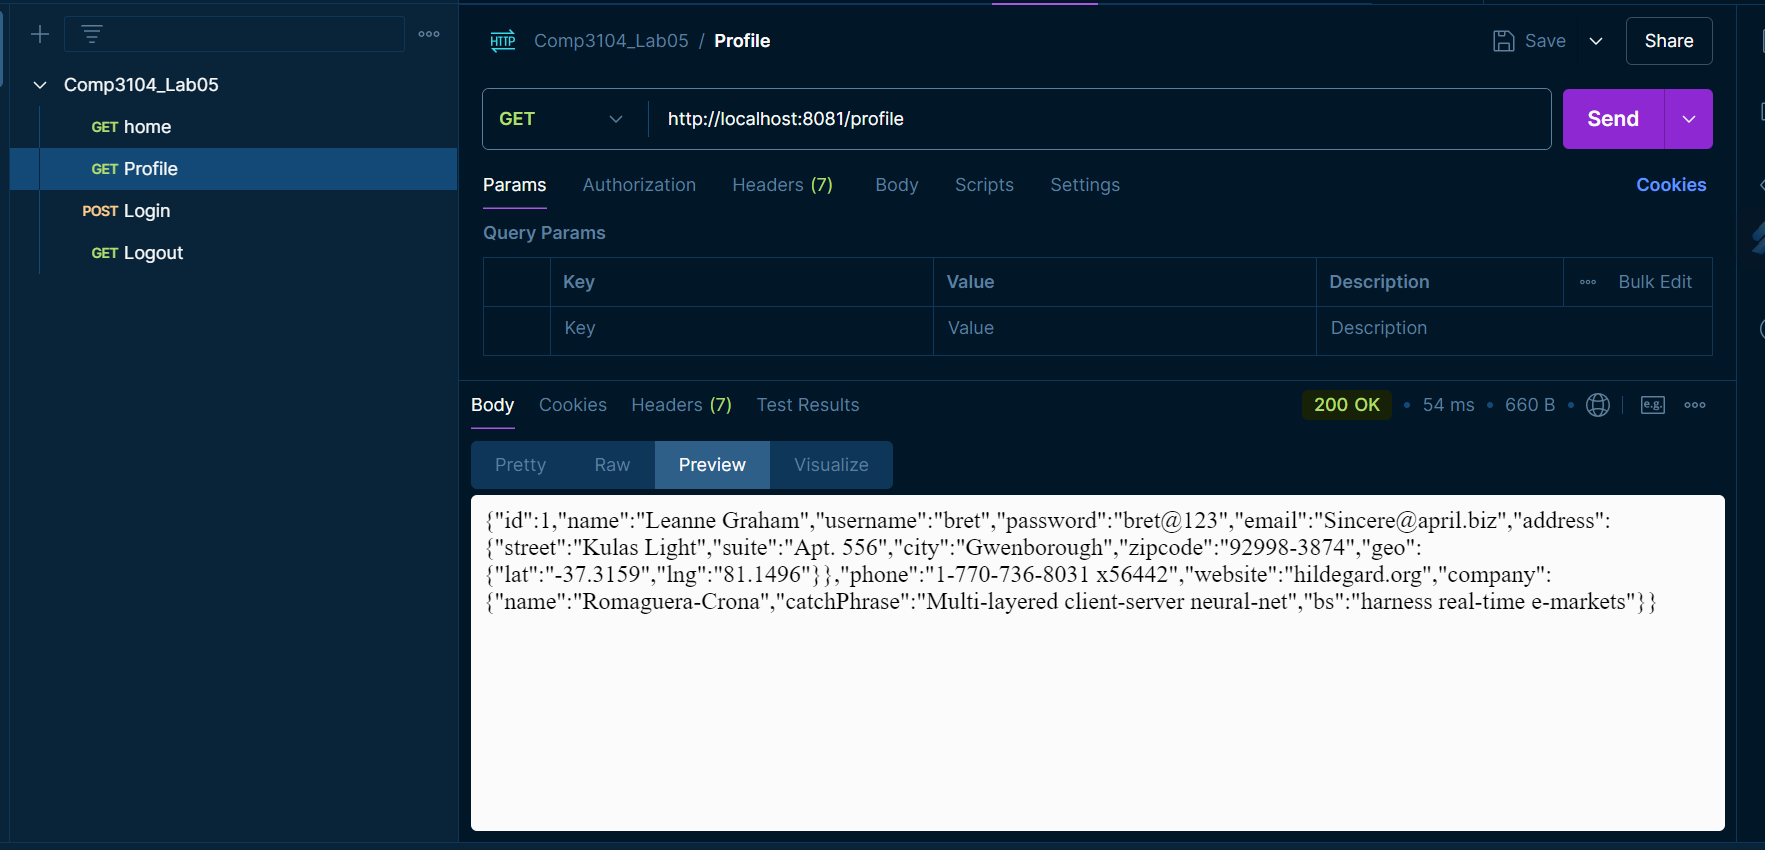 Comp3104_Lab05
GET home
GET Profile
POST Login
GET Logout
HTTP Comp3104_Lab05 / Profile Save Share
GET http://localhost:8081/profile Send
Params Authorization Headers (7) Body Scripts Settings Cookies
Query Params
Key Value Description Bulk Edit
Key Value Description
Body Cookies Headers (7) Test Results 200 OK • 54 ms • 660 B • e.g.
Pretty Raw Preview Visualize
{"id":1,"name":"Leanne Graham","username":"bret","password":"bret@123","email":"Sincere@april.biz","address":
{"street":"Kulas Light","suite":"Apt. 556","city":"Gwenborough","zipcode":"92998-3874","geo":
{"lat":"-37.3159","lng":"81.1496"}},"phone":"1-770-736-8031 x56442","website":"hildegard.org","company":
{"name":"Romaguera-Crona","catchPhrase":"Multi-layered client-server neural-net","bs":"harness real-time e-markets"}}